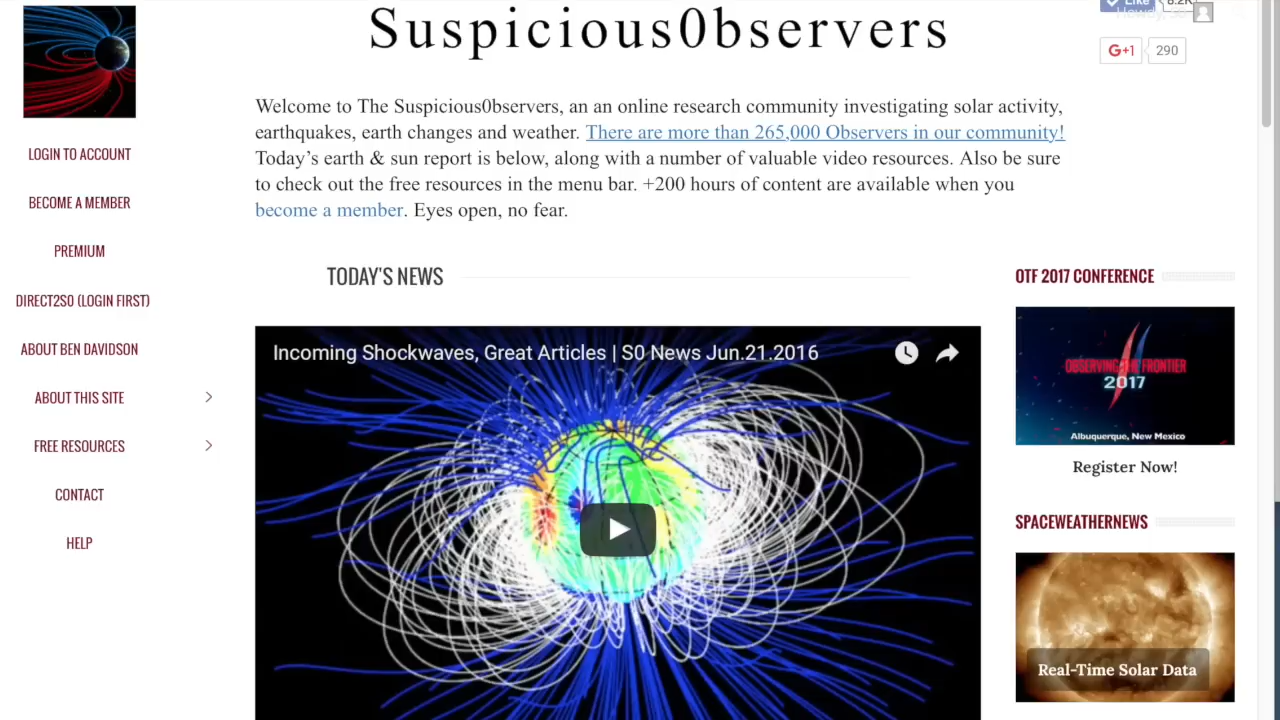 Suspicious0bservers
Like 8.2K
G+1 290
Welcome to The Suspicious0bservers, an an online research community investigating solar activity,
earthquakes, earth changes and weather. There are more than 265,000 Observers in our community!
Today's earth & sun report is below, along with a number of valuable video resources. Also be sure
to check out the free resources in the menu bar. +200 hours of content are available when you
become a member. Eyes open, no fear.
LOGIN TO ACCOUNT
BECOME A MEMBER
PREMIUM
DIRECT2S0 (LOGIN FIRST)
ABOUT BEN DAVIDSON
ABOUT THIS SITE
FREE RESOURCES
CONTACT
HELP
TODAY'S NEWS
Incoming Shockwaves, Great Articles | S0 News Jun.21.2016
OTF 2017 CONFERENCE
OBSERVING THE FRONTIER
2017
Albuquerque, New Mexico
Register Now!
SPACEWEATHERNEWS
Real-Time Solar Data